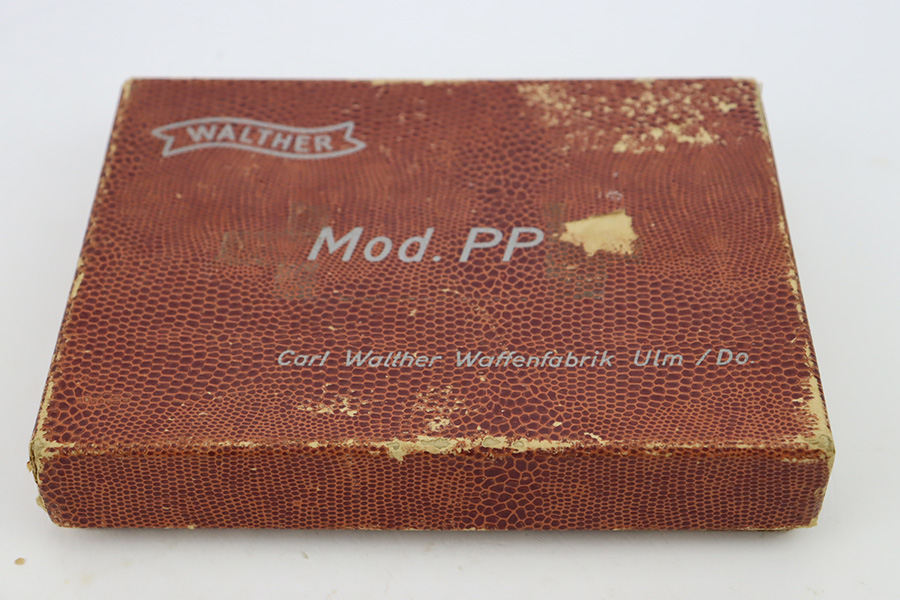 WALTHER
Mod. PP
Carl Walther Waffenfabrik Ulm / Do